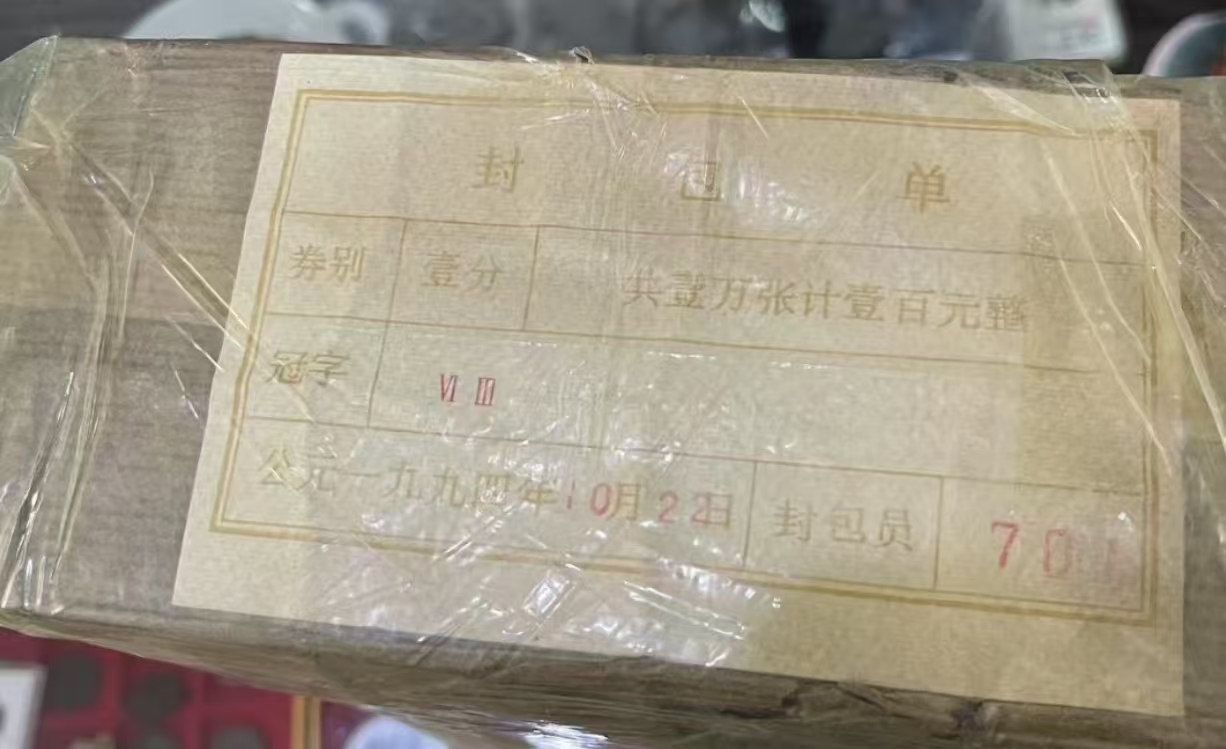 封包单
券别 壹分 共壹万张计壹百元整
冠字 Ⅵ Ⅲ
公元一九九四年10月22日 封包员 70